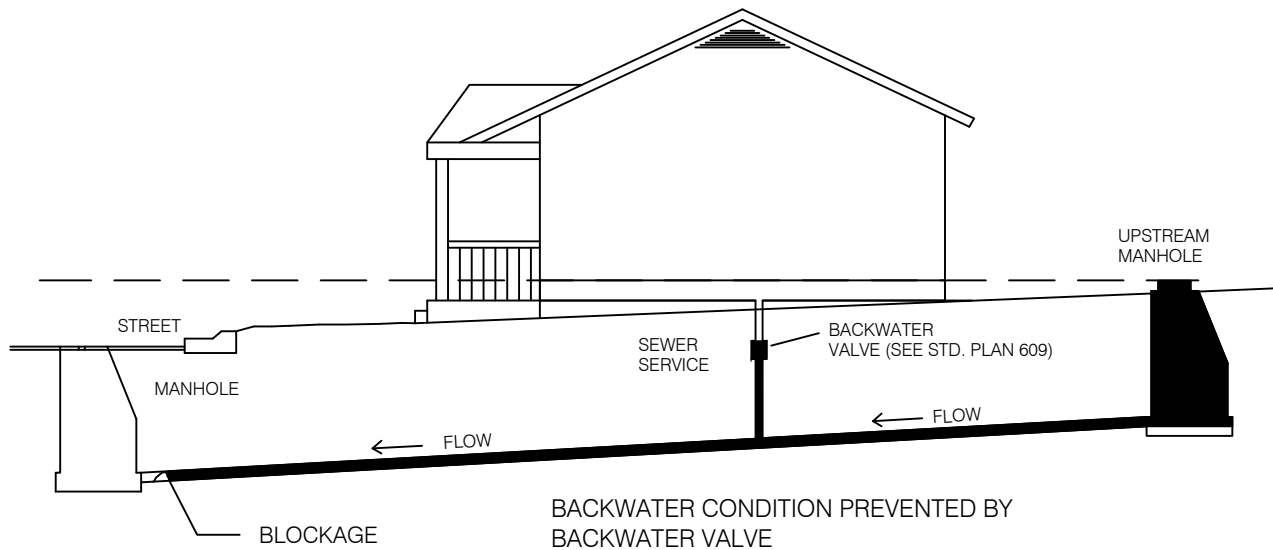 UPSTREAM
MANHOLE
STREET
BACKWATER
VALVE (SEE STD. PLAN 609)
SEWER
SERVICE
MANHOLE
FLOW
FLOW
BACKWATER CONDITION PREVENTED BY
BACKWATER VALVE
BLOCKAGE